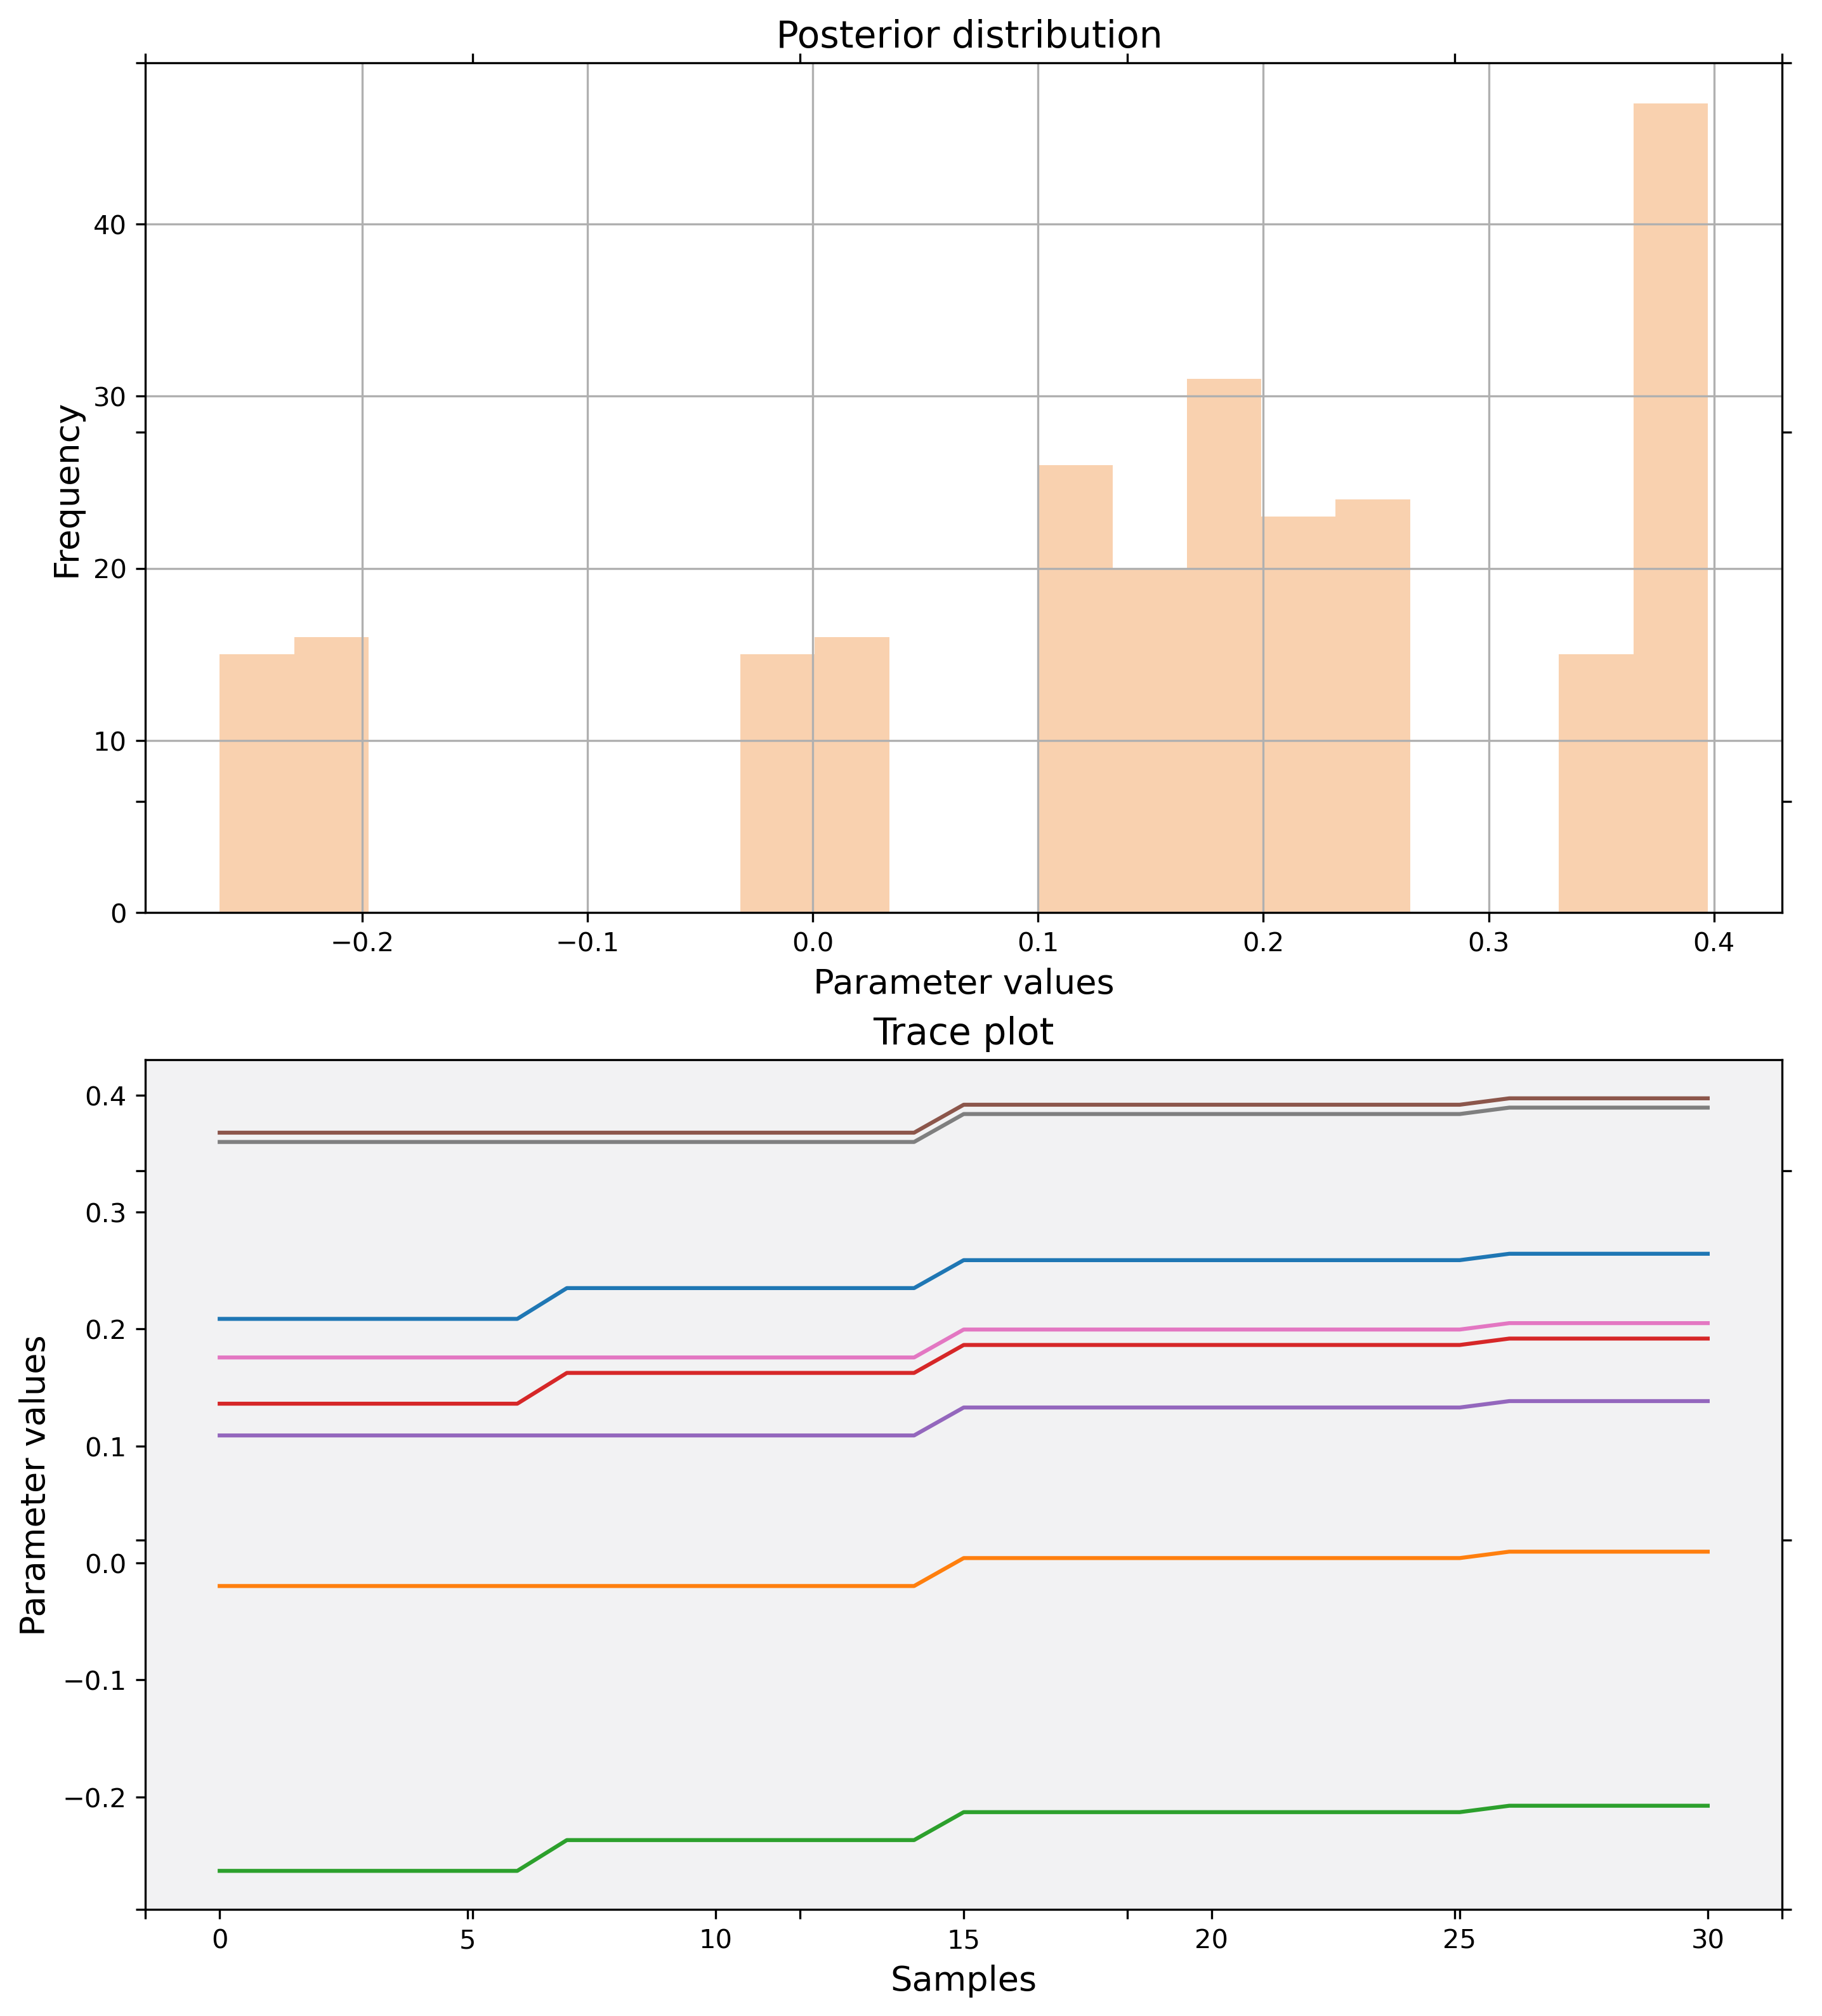 Posterior distribution
Frequency
40
30
20
10
0
−0.2 −0.1 0.0 0.1 0.2 0.3 0.4
Parameter values
Trace plot
Parameter values
0.4
0.3
0.2
0.1
0.0
−0.1
−0.2
0 5 10 15 20 25 30
Samples